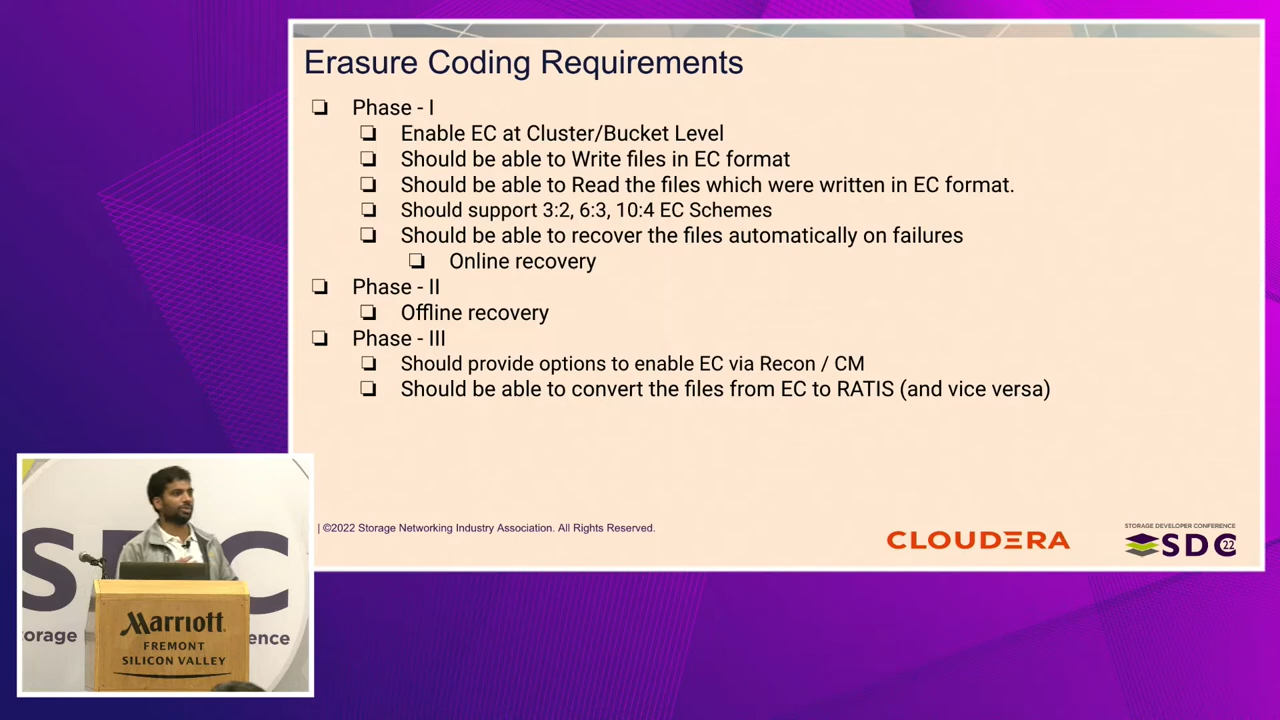 Erasure Coding Requirements
❏ Phase - I
❏ Enable EC at Cluster/Bucket Level
❏ Should be able to Write files in EC format
❏ Should be able to Read the files which were written in EC format.
❏ Should support 3:2, 6:3, 10:4 EC Schemes
❏ Should be able to recover the files automatically on failures
❏ Online recovery
❏ Phase - II
❏ Offline recovery
❏ Phase - III
❏ Should provide options to enable EC via Recon / CM
❏ Should be able to convert the files from EC to RATIS (and vice versa)
| ©2022 Storage Networking Industry Association. All Rights Reserved.
CLOUDERA
STORAGE DEVELOPER CONFERENCE
SDC 22
S C
torage ence
Marriott
FREMONT
SILICON VALLEY